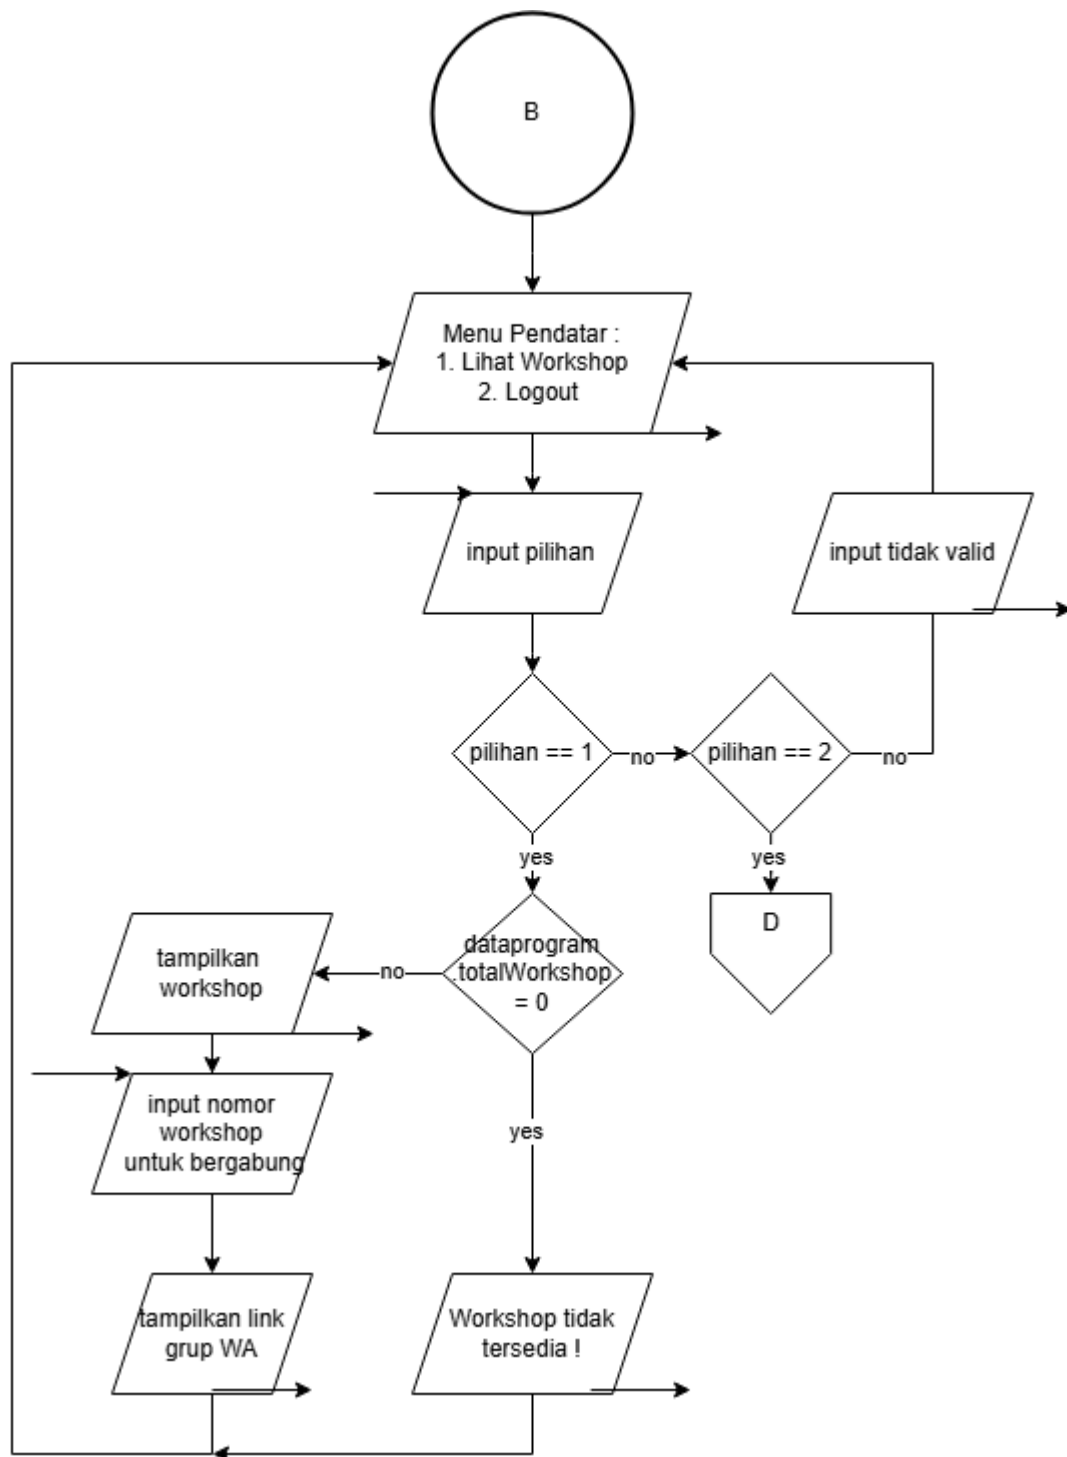 B
Menu Pendatar :
1. Lihat Workshop
2. Logout
input pilihan
input tidak valid
pilihan == 1
no
pilihan == 2
no
yes
yes
D
dataprogram
.totalWorkshop
= 0
no
tampilkan
workshop
input nomor
workshop
untuk bergabung
yes
tampilkan link
grup WA
Workshop tidak
tersedia !